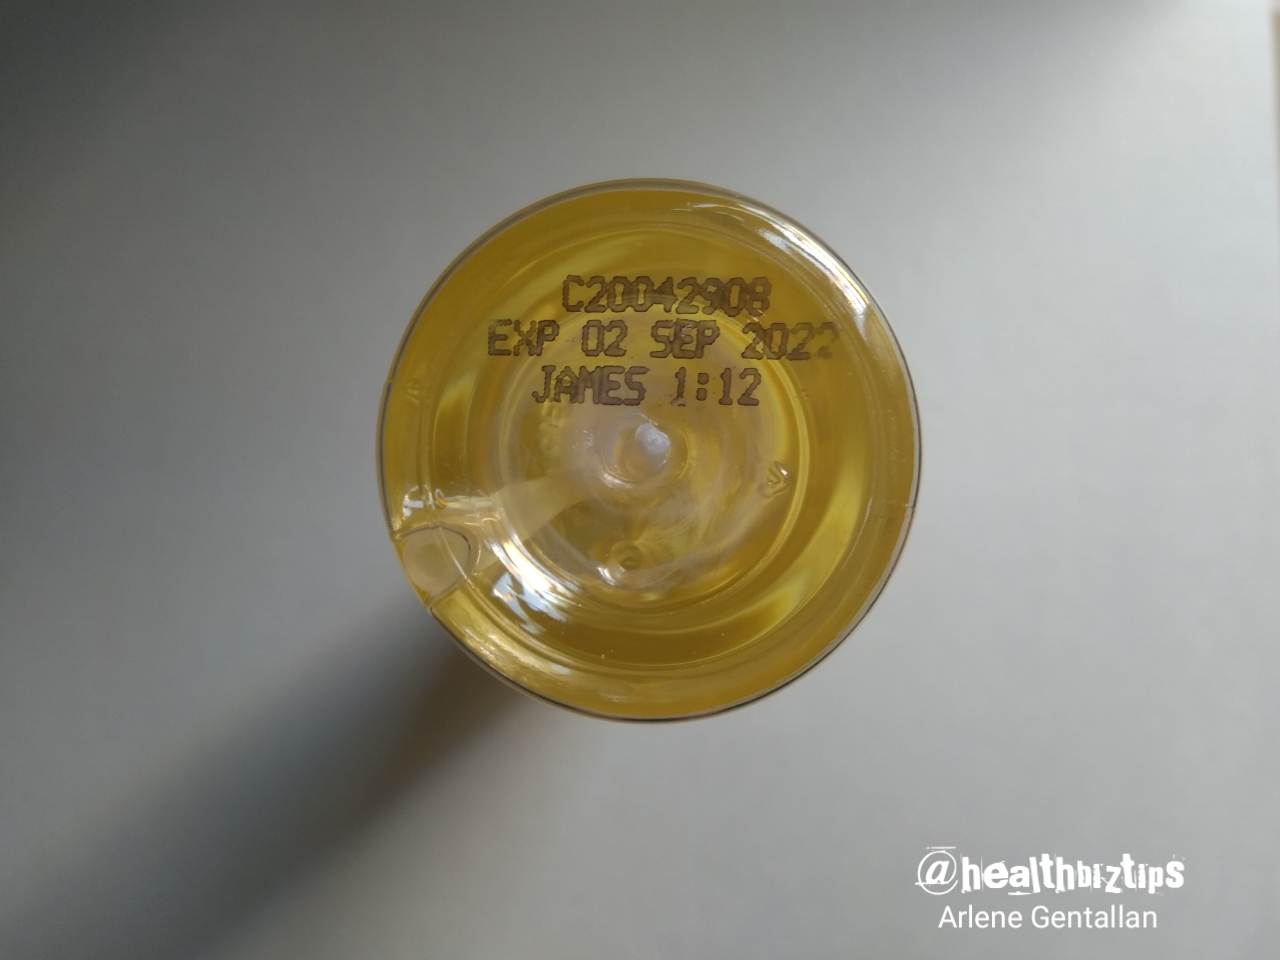 C20042908
EXP 02 SEP 2022
JAMES 1:12
@healthbiztips
Arlene Gentallan